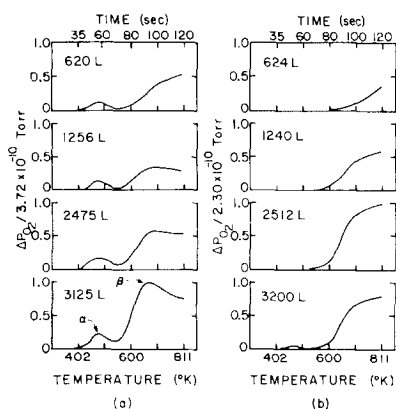 TIME (sec)
35 60 80 100 120
1.0
620 L
0.5
0
1.0
1256 L
0.5
0
1.0
2475 L
0.5
0
1.0
3125 L
β
0.5
α
0
402 600 811
TEMPERATURE (°K)
(a)
ΔP O2 / 3.72 x 10^-10 Torr
TIME (sec)
35 60 80 100 120
1.0
624 L
0.5
0
1.0
1240 L
0.5
0
1.0
2512 L
0.5
0
1.0
3200 L
0.5
0
402 600 811
TEMPERATURE (°K)
(b)
ΔP O2 / 2.30 x 10^-10 Torr